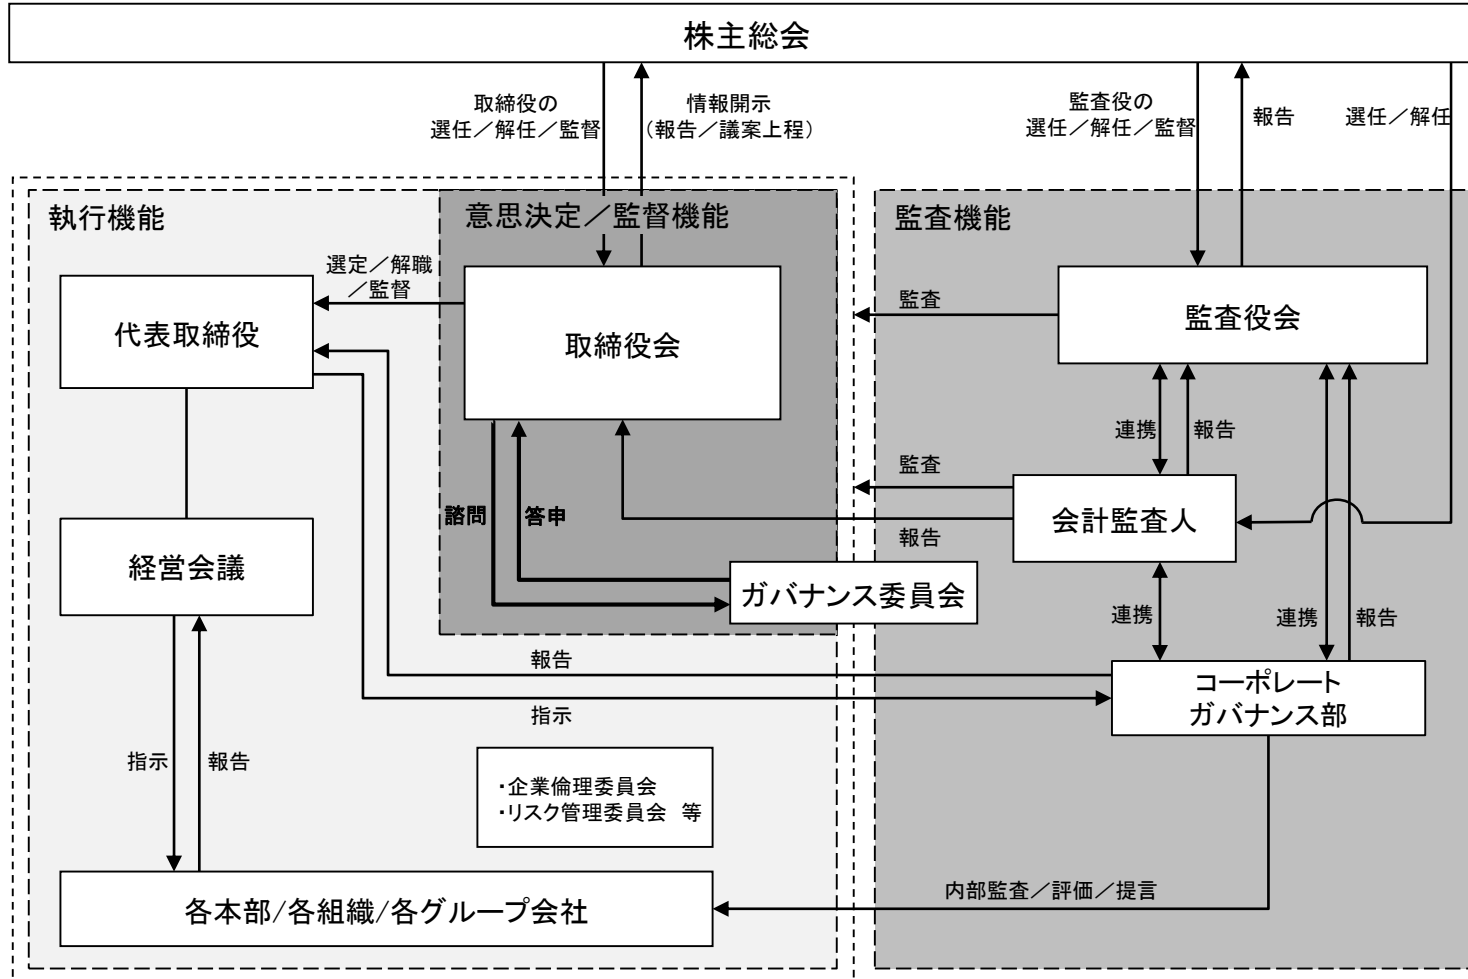 株主総会
取締役の
選任／解任／監督
情報開示
（報告／議案上程）
監査役の
選任／解任／監督
報告
選任／解任
執行機能
意思決定／監督機能
監査機能
選定／解職
／監督
代表取締役
取締役会
監査
監査役会
連携
報告
監査
諮問
答申
会計監査人
報告
経営会議
ガバナンス委員会
連携
連携
報告
報告
コーポレート
ガバナンス部
指示
指示
報告
・企業倫理委員会
・リスク管理委員会　等
内部監査／評価／提言
各本部/各組織/各グループ会社